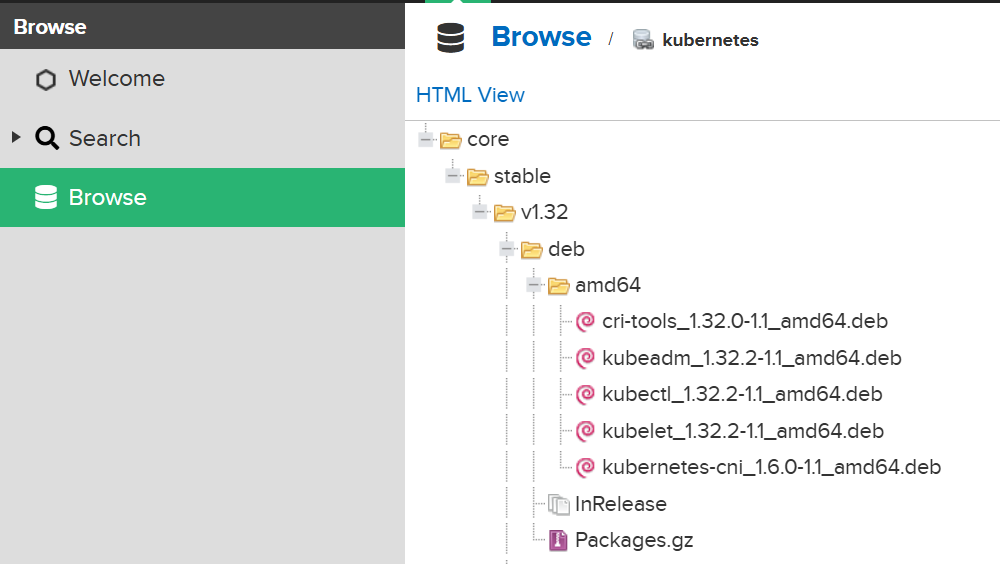 Browse
Welcome
Search
Browse
Browse / kubernetes
HTML View
core
stable
v1.32
deb
amd64
cri-tools_1.32.0-1.1_amd64.deb
kubeadm_1.32.2-1.1_amd64.deb
kubectl_1.32.2-1.1_amd64.deb
kubelet_1.32.2-1.1_amd64.deb
kubernetes-cni_1.6.0-1.1_amd64.deb
InRelease
Packages.gz